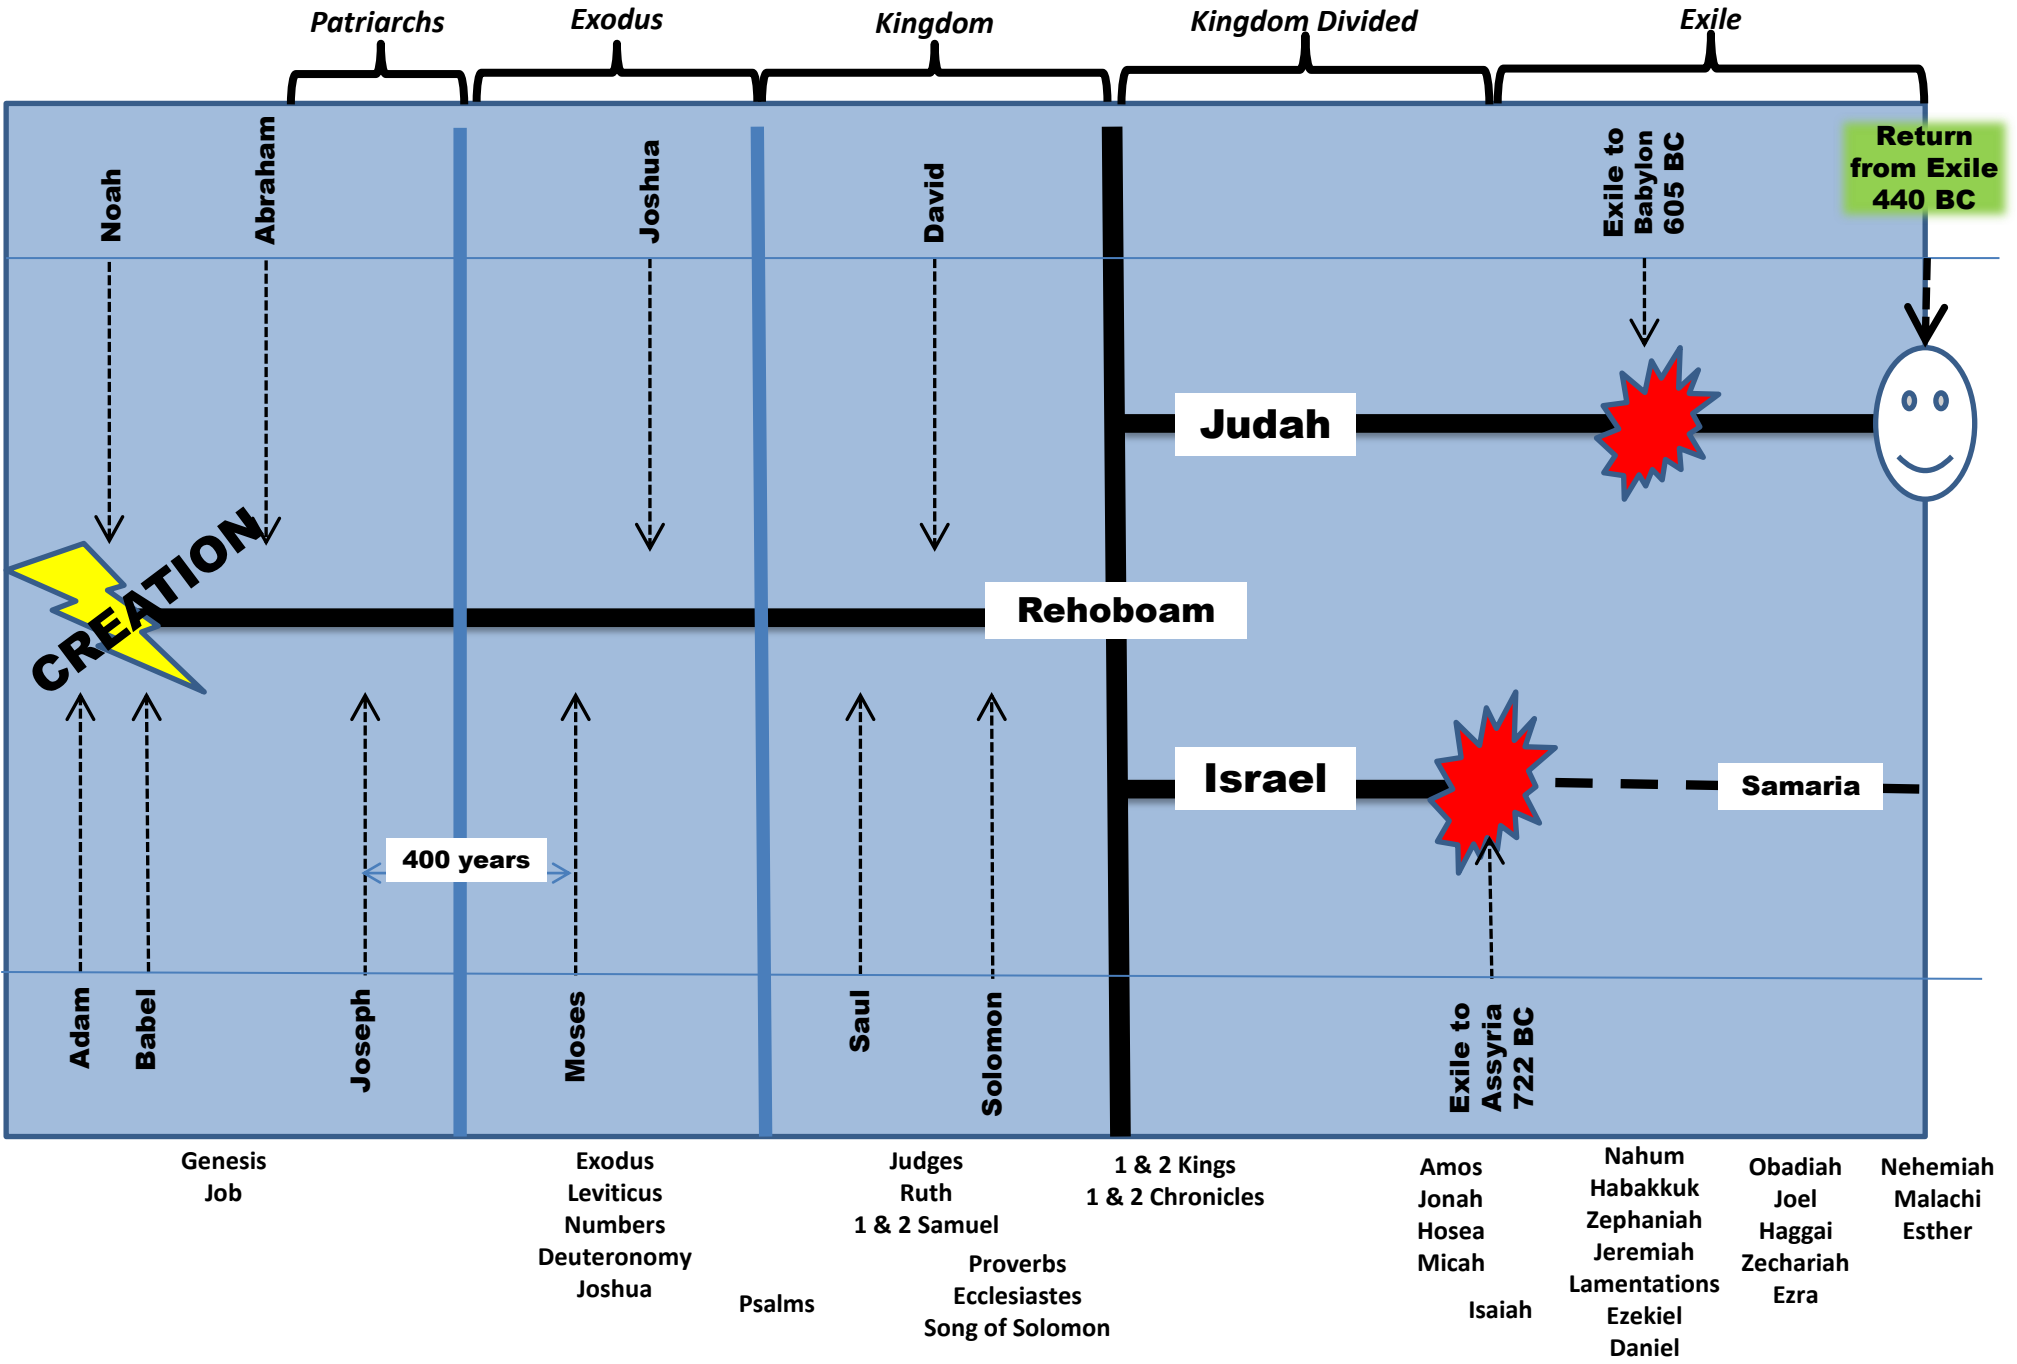 Patriarchs
Exodus
Kingdom
Kingdom Divided
Exile
Noah
Abraham
Joshua
David
Exile to
Babylon
605 BC
Return
from Exile
440 BC
Judah
CREATION
Rehoboam
Israel
Samaria
400 years
Adam
Babel
Joseph
Moses
Saul
Solomon
Exile to
Assyria
722 BC
Genesis
Job
Exodus
Leviticus
Numbers
Deuteronomy
Joshua
Psalms
Judges
Ruth
1 & 2 Samuel
Proverbs
Ecclesiastes
Song of Solomon
1 & 2 Kings
1 & 2 Chronicles
Amos
Jonah
Hosea
Micah
Isaiah
Nahum
Habakkuk
Zephaniah
Jeremiah
Lamentations
Ezekiel
Daniel
Obadiah
Joel
Haggai
Zechariah
Ezra
Nehemiah
Malachi
Esther